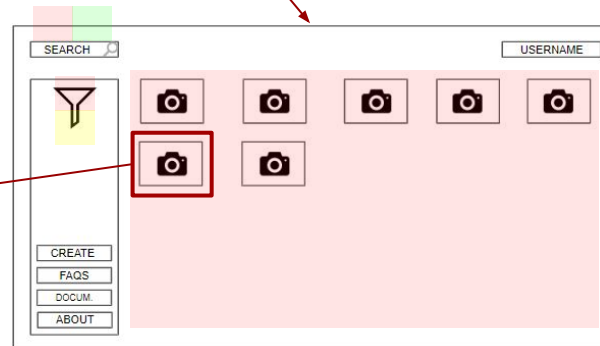 SEARCH
USERNAME
CREATE
FAQS
DOCUM.
ABOUT